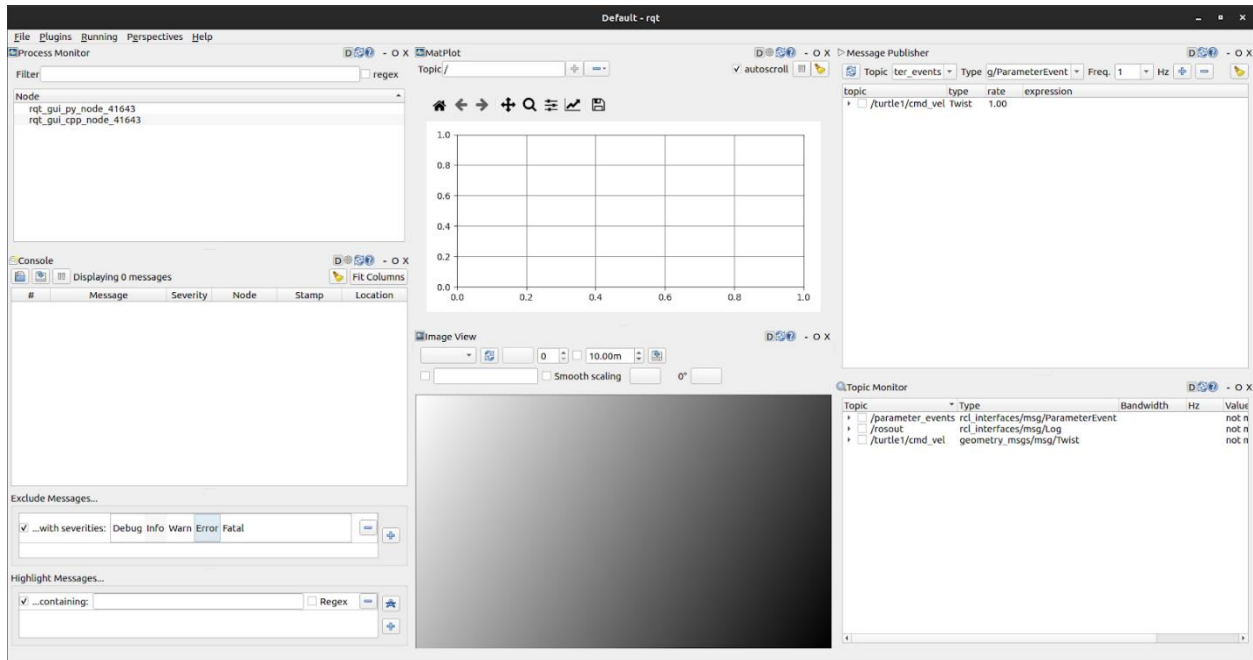 Default - rqt
File Plugins Running Perspectives Help
Process Monitor
D - O X
Filter
regex
Node
rqt_gui_py_node_41643
rqt_gui_cpp_node_41643
Console
D - O X
Displaying 0 messages
Fit Columns
# Message Severity Node Stamp Location
Exclude Messages...
...with severities: Debug Info Warn Error Fatal
Highlight Messages...
...containing:
Regex
MatPlot
D - O X
Topic /
autoscroll
1.0
0.8
0.6
0.4
0.2
0.0
0.0 0.2 0.4 0.6 0.8 1.0
Image View
D - O X
0 10.00m
Smooth scaling 0°
Message Publisher
D - O X
Topic ter_events Type g/ParameterEvent Freq. 1 Hz
topic type rate expression
/turtle1/cmd_vel Twist 1.00
Topic Monitor
D - O X
Topic Type Bandwidth Hz Value
/parameter_events rcl_interfaces/msg/ParameterEvent not n
/rosout rcl_interfaces/msg/Log not n
/turtle1/cmd_vel geometry_msgs/msg/Twist not n